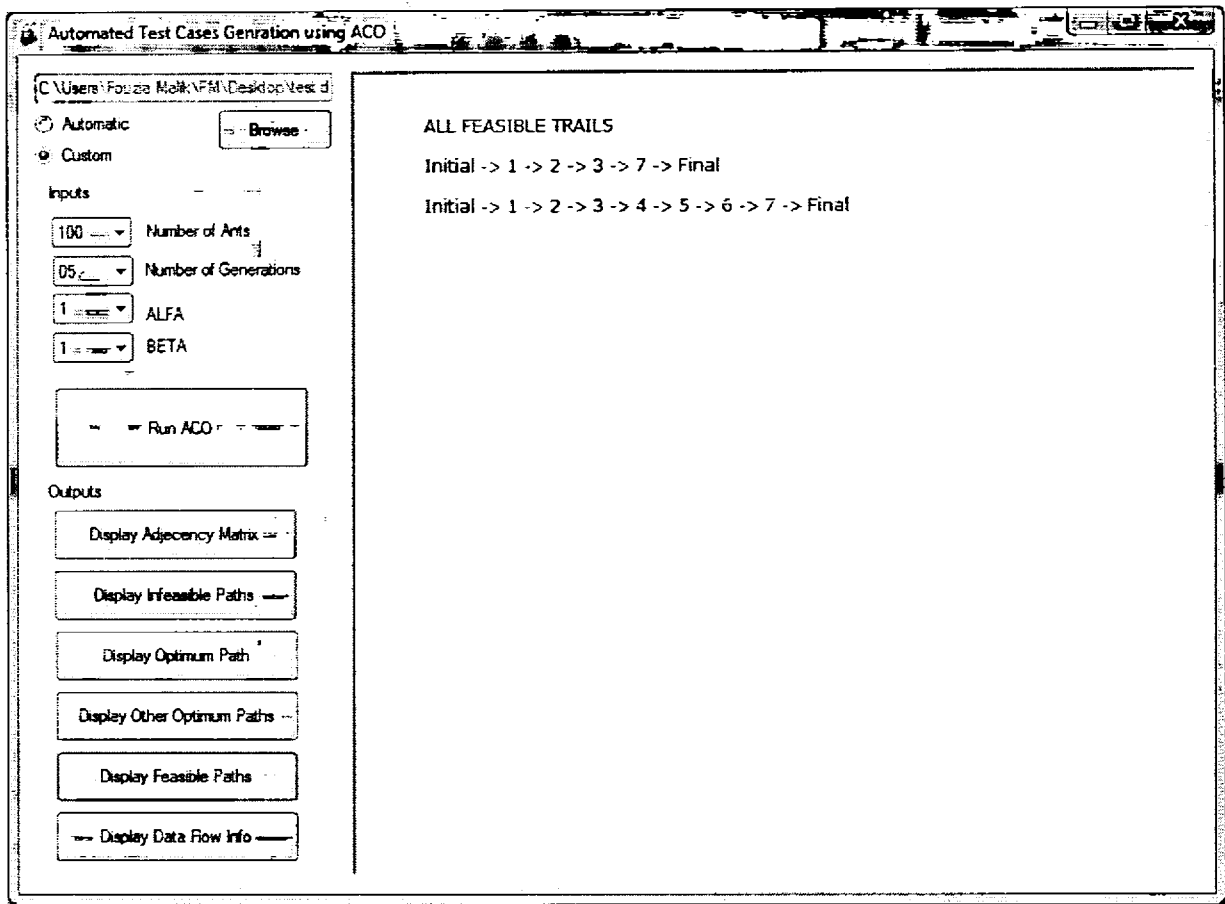 Automated Test Cases Genration using ACO
C:\Users\Fouzia Malik\FM\Desktop\test d
Automatic
Browse
Custom
Inputs
100 Number of Ants
05 Number of Generations
1 ALFA
1 BETA
Run ACO
Outputs
Display Adjecency Matrix
Display Infeasible Paths
Display Optimum Path
Display Other Optimum Paths
Display Feasible Paths
Display Data Flow Info
ALL FEASIBLE TRAILS
Initial -> 1 -> 2 -> 3 -> 7 -> Final
Initial -> 1 -> 2 -> 3 -> 4 -> 5 -> 6 -> 7 -> Final